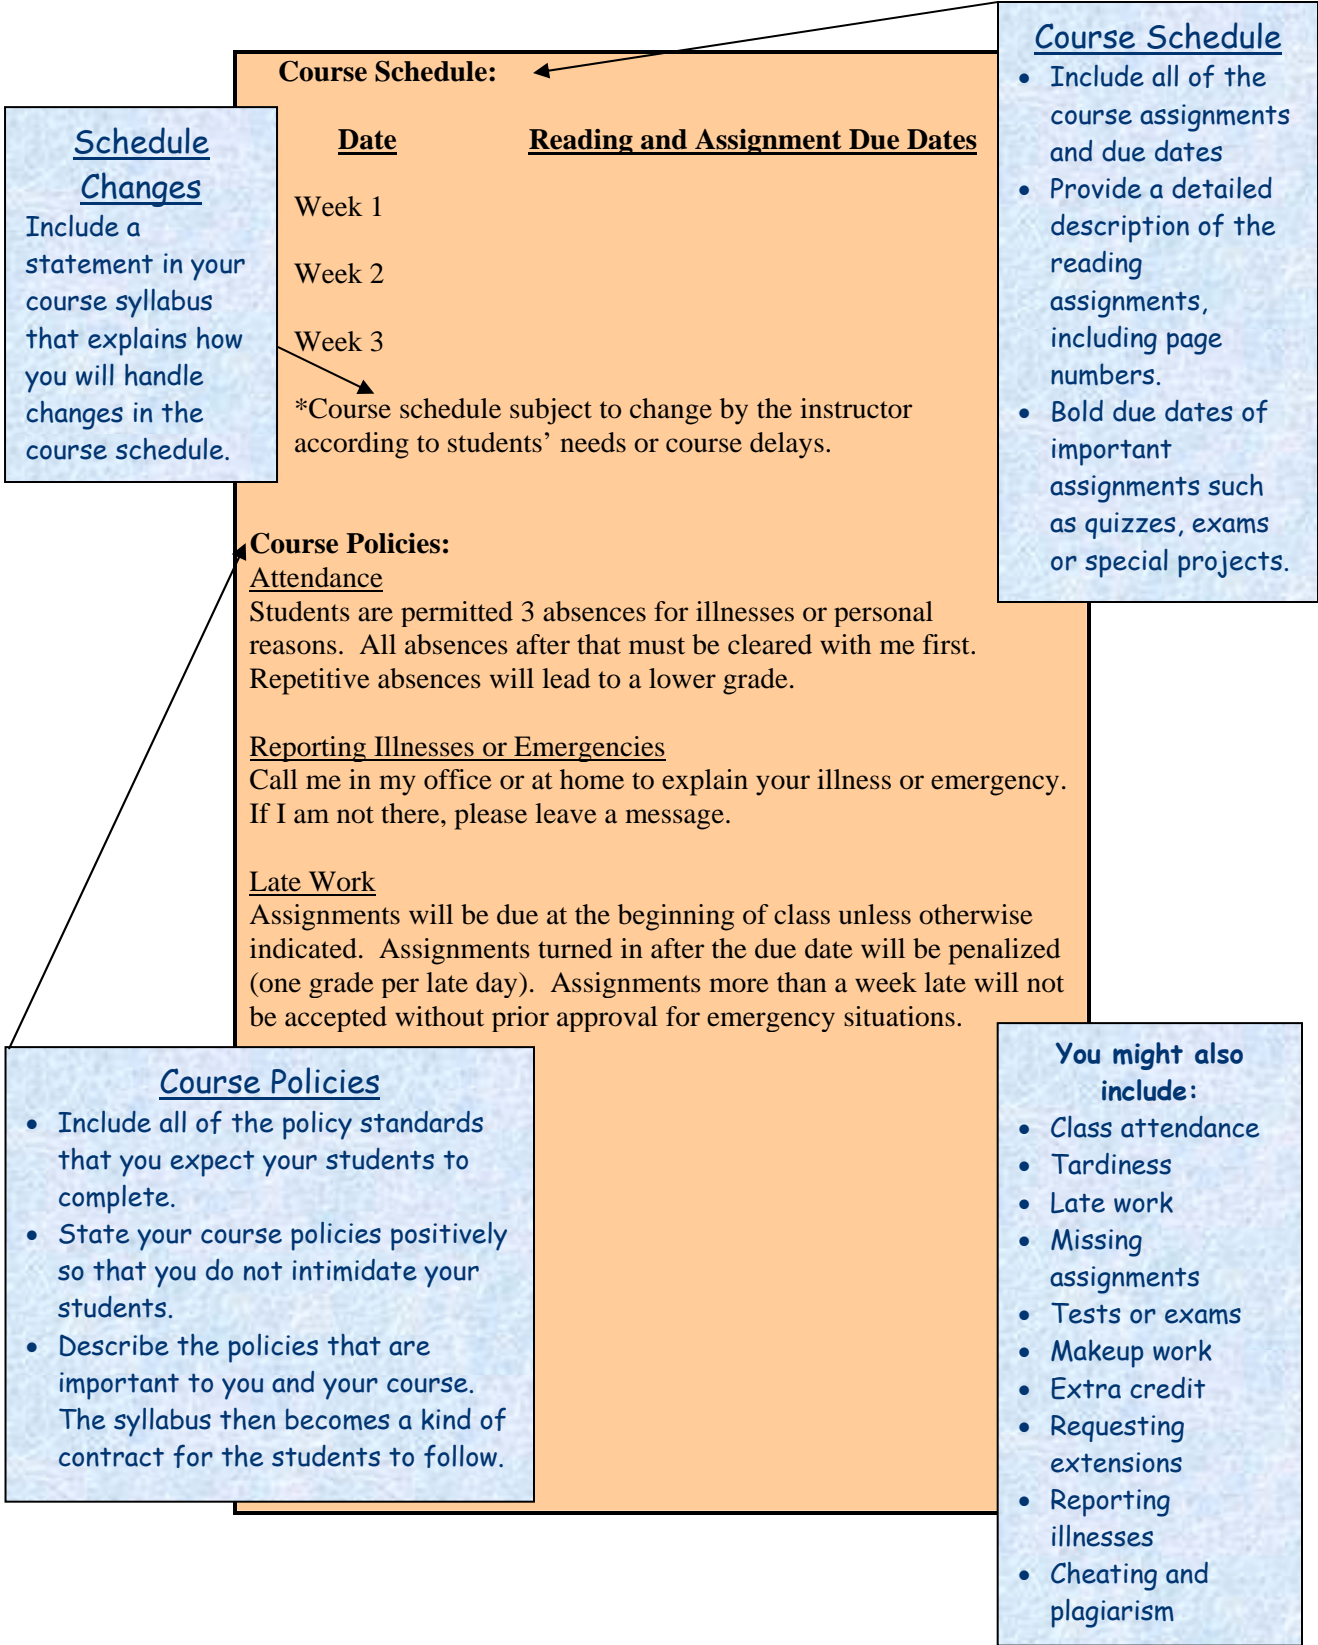 Course Schedule
• Include all of the
course assignments
and due dates
• Provide a detailed
description of the
reading
assignments,
including page
numbers.
• Bold due dates of
important
assignments such
as quizzes, exams
or special projects.
Course Schedule:
Date Reading and Assignment Due Dates
Week 1
Week 2
Week 3
*Course schedule subject to change by the instructor
according to students’ needs or course delays.
Schedule
Changes
Include a
statement in your
course syllabus
that explains how
you will handle
changes in the
course schedule.
Course Policies:
Attendance
Students are permitted 3 absences for illnesses or personal
reasons. All absences after that must be cleared with me first.
Repetitive absences will lead to a lower grade.
Reporting Illnesses or Emergencies
Call me in my office or at home to explain your illness or emergency.
If I am not there, please leave a message.
Late Work
Assignments will be due at the beginning of class unless otherwise
indicated. Assignments turned in after the due date will be penalized
(one grade per late day). Assignments more than a week late will not
be accepted without prior approval for emergency situations.
Course Policies
• Include all of the policy standards
that you expect your students to
complete.
• State your course policies positively
so that you do not intimidate your
students.
• Describe the policies that are
important to you and your course.
The syllabus then becomes a kind of
contract for the students to follow.
You might also
include:
• Class attendance
• Tardiness
• Late work
• Missing
assignments
• Tests or exams
• Makeup work
• Extra credit
• Requesting
extensions
• Reporting
illnesses
• Cheating and
plagiarism